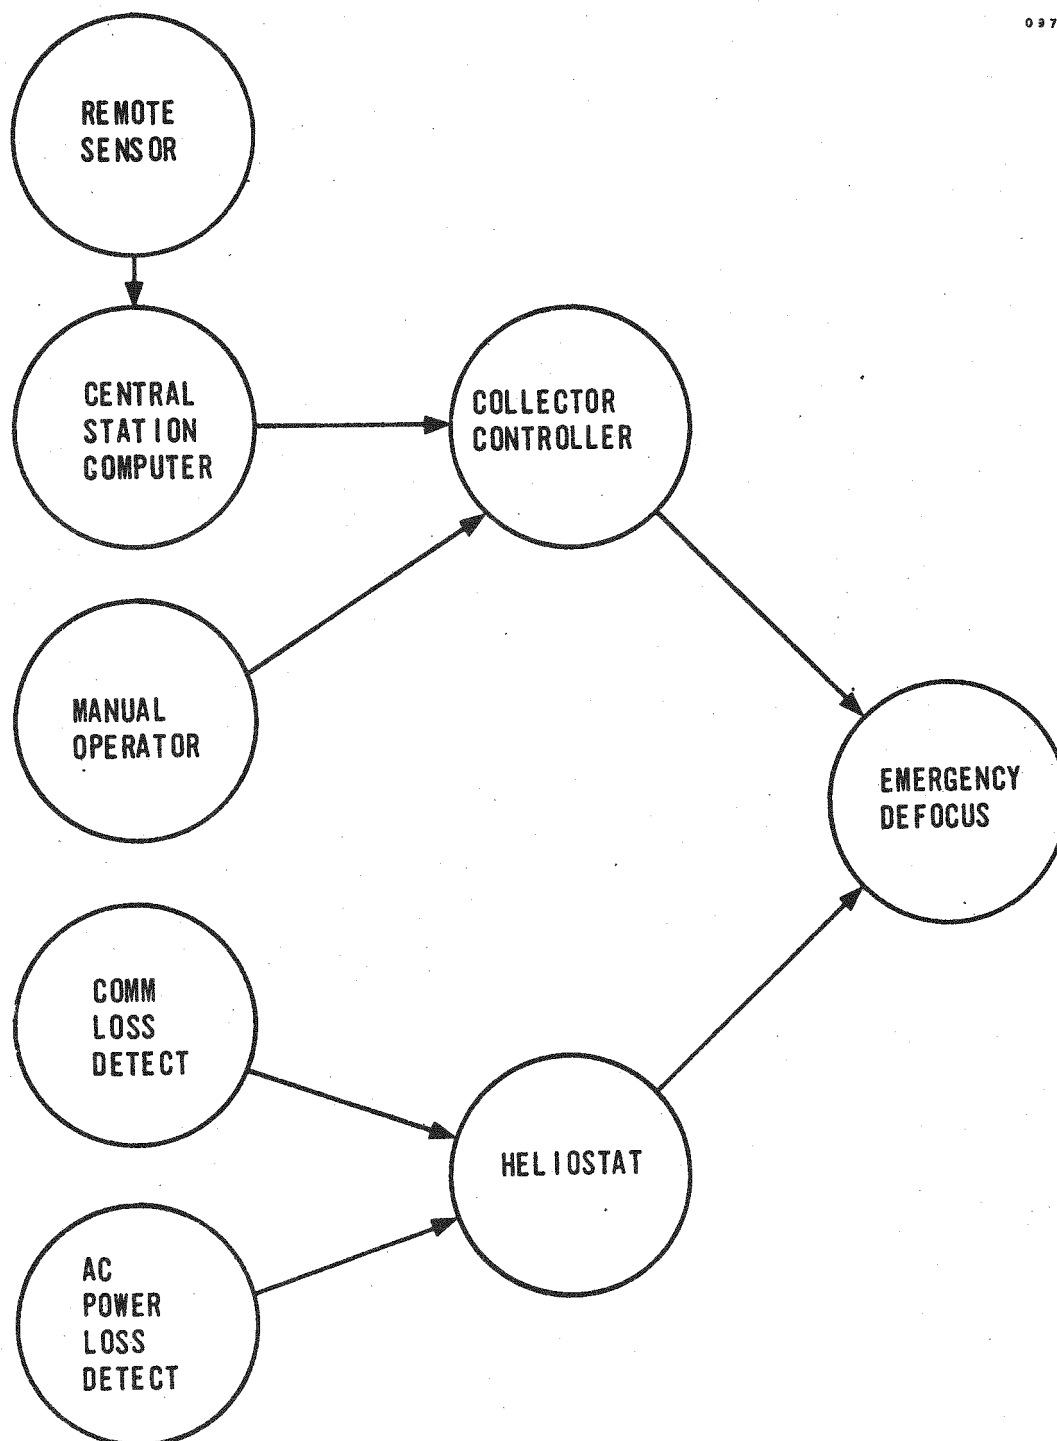 097
REMOTE
SENSOR
CENTRAL
STATION
COMPUTER
COLLECTOR
CONTROLLER
MANUAL
OPERATOR
EMERGENCY
DEFOCUS
COMM
LOSS
DETECT
HELIOSTAT
AC
POWER
LOSS
DETECT